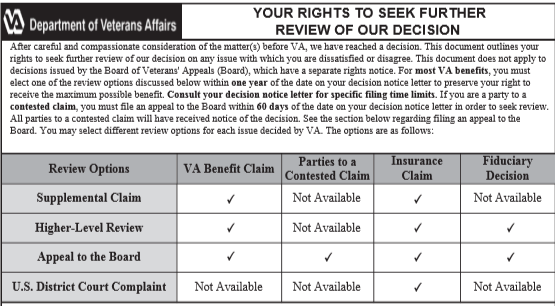 VA Department of Veterans Affairs
YOUR RIGHTS TO SEEK FURTHER
REVIEW OF OUR DECISION
After careful and compassionate consideration of the matter(s) before VA, we have reached a decision. This document outlines your
rights to seek further review of our decision on any issue with which you are dissatisfied or disagree. This document does not apply to
decisions issued by the Board of Veterans' Appeals (Board), which have a separate rights notice. For most VA benefits, you must
elect one of the review options discussed below within one year of the date on your decision notice letter to preserve your right to
receive the maximum possible benefit. Consult your decision notice letter for specific filing time limits. If you are a party to a
contested claim, you must file an appeal to the Board within 60 days of the date on your decision notice letter in order to seek review.
All parties to a contested claim will have received notice of the decision. See the section below regarding filing an appeal to the
Board. You may select different review options for each issue decided by VA. The options are as follows:
Review Options VA Benefit Claim Parties to a Contested Claim Insurance Claim Fiduciary Decision
Supplemental Claim ✓ Not Available ✓ Not Available
Higher-Level Review ✓ Not Available ✓ ✓
Appeal to the Board ✓ ✓ ✓ ✓
U.S. District Court Complaint Not Available Not Available ✓ Not Available